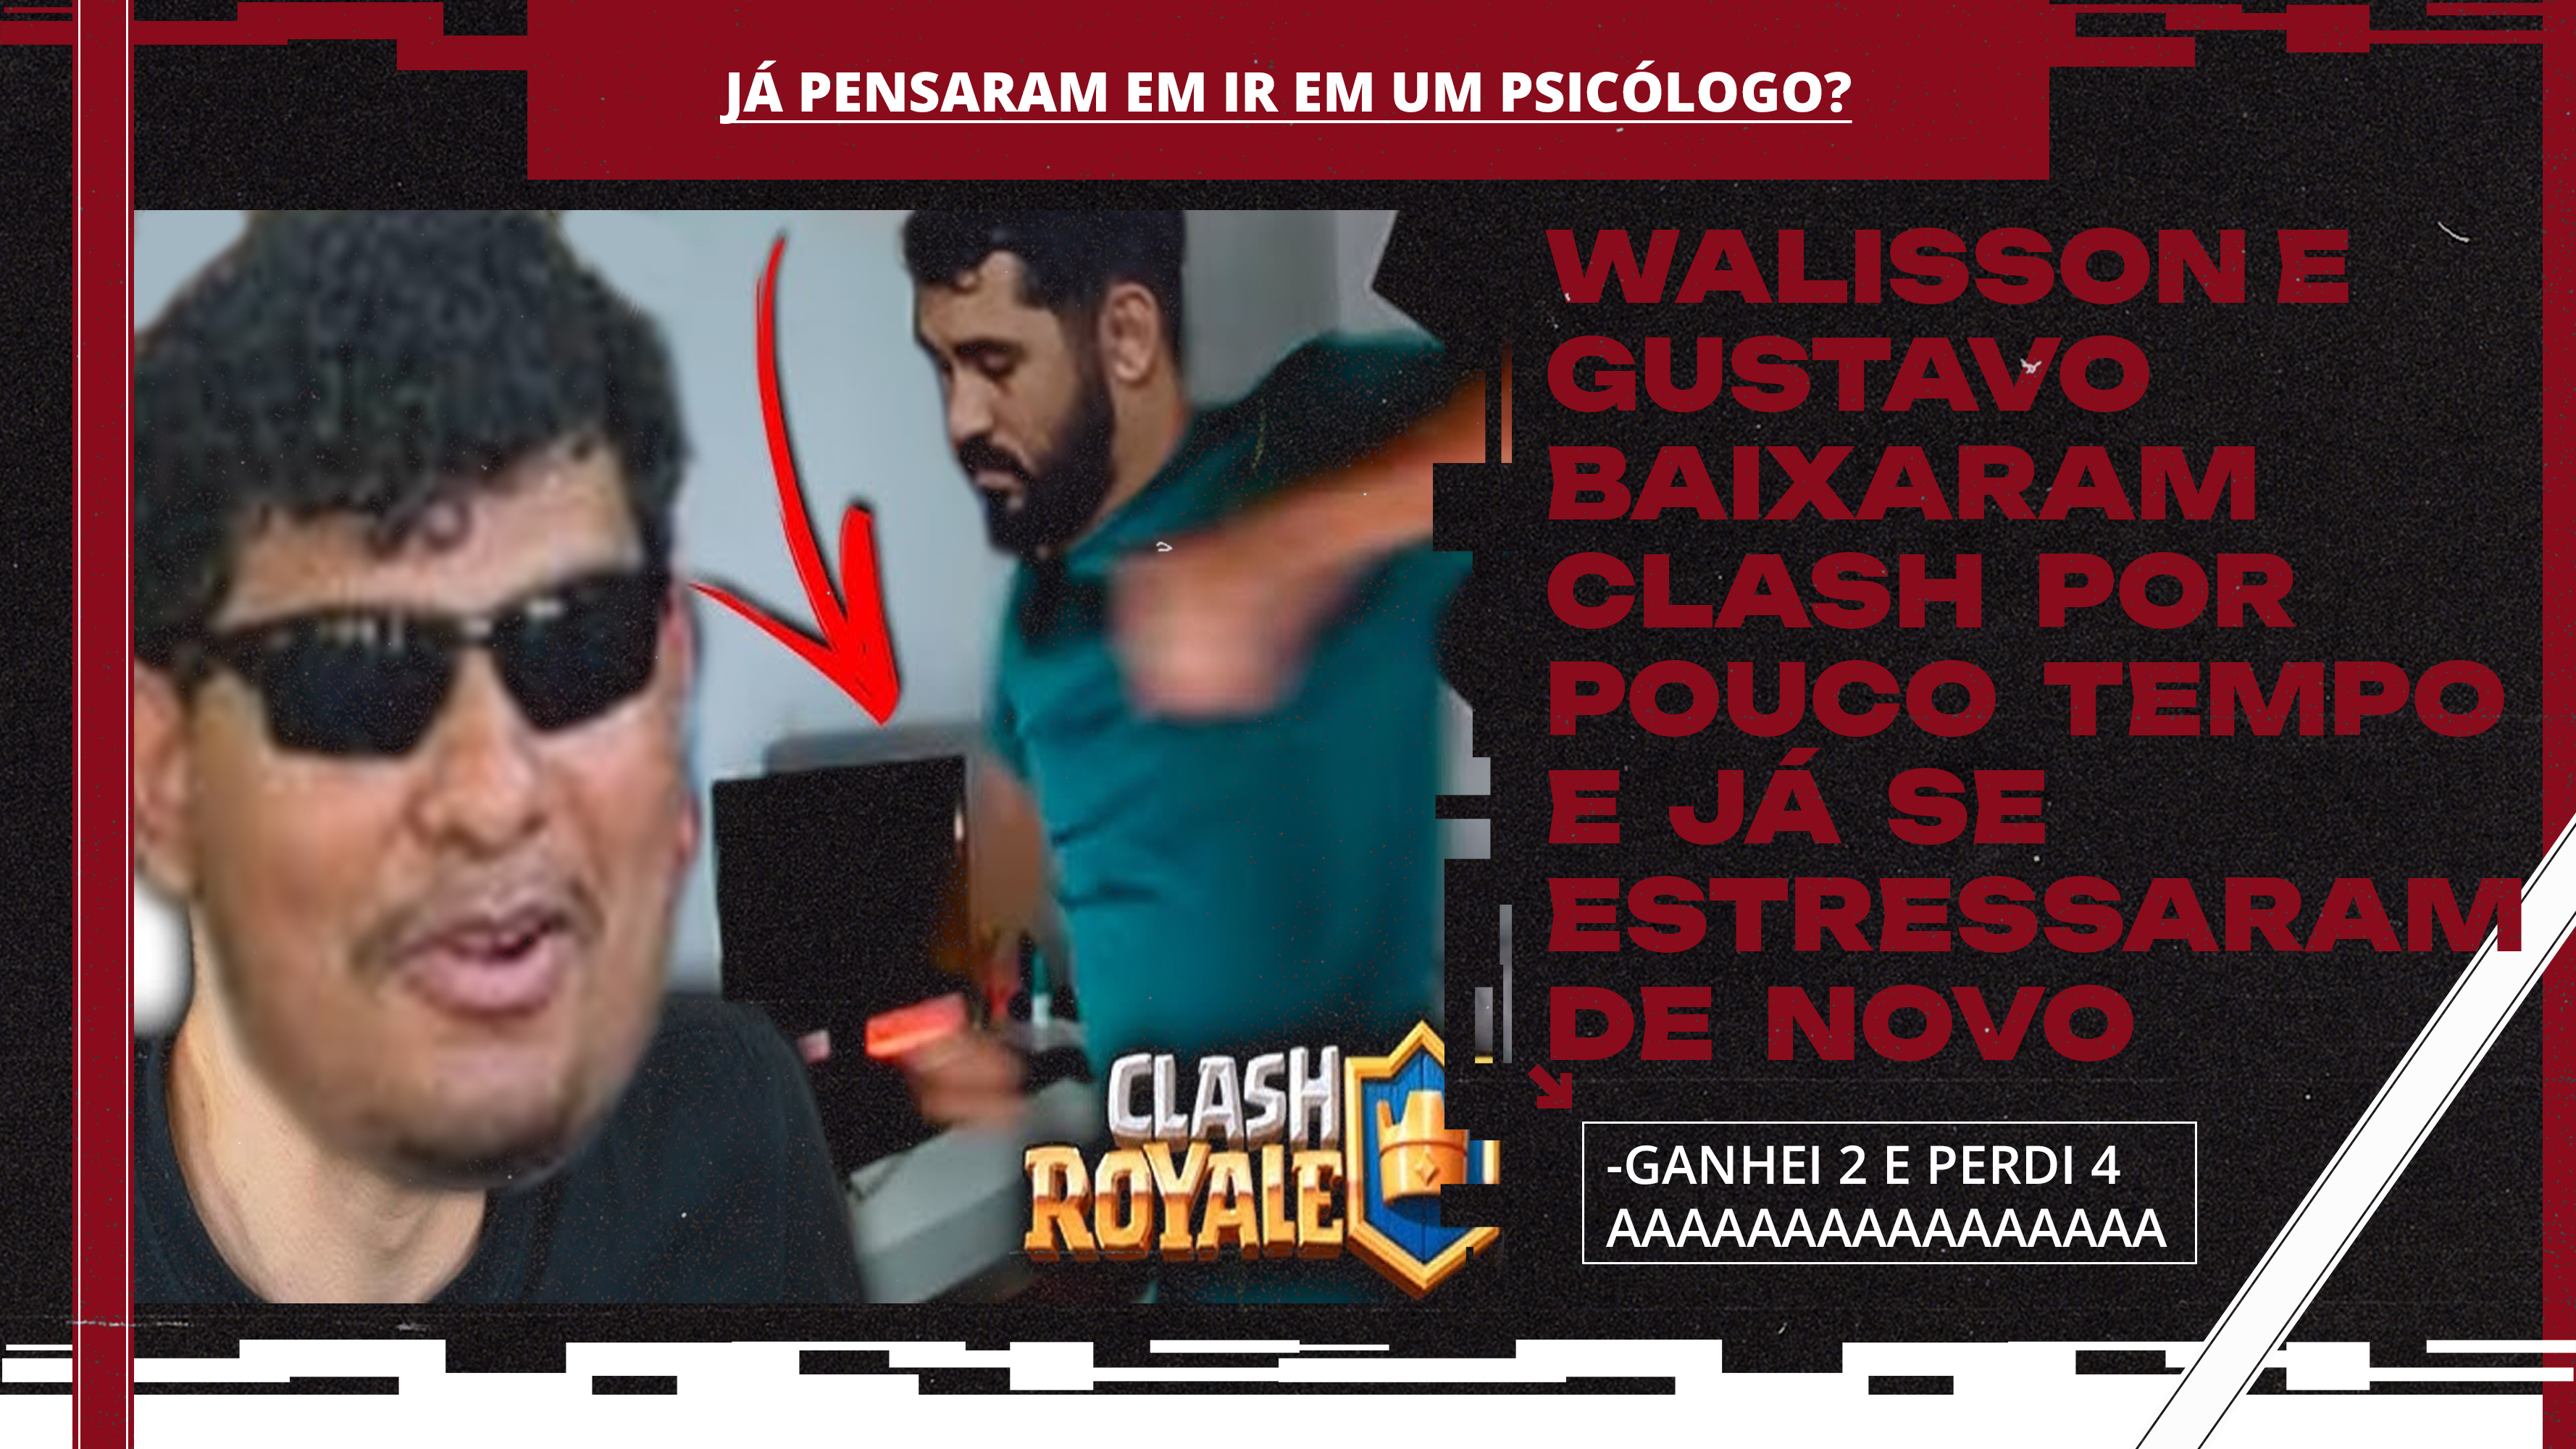 JÁ PENSARAM EM IR EM UM PSICÓLOGO?
WALISSON E
GUSTAVO
BAIXARAM
CLASH POR
POUCO TEMPO
E JÁ SE
ESTRESSARAM
DE NOVO
CLASH
ROYALE
-GANHEI 2 E PERDI 4
AAAAAAAAAAAAAAAAA